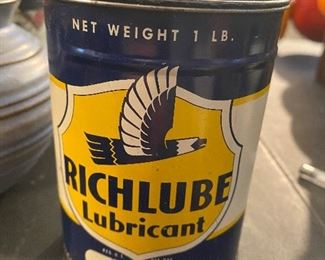 NET WEIGHT 1 LB.
RICHLUBE
Lubricant